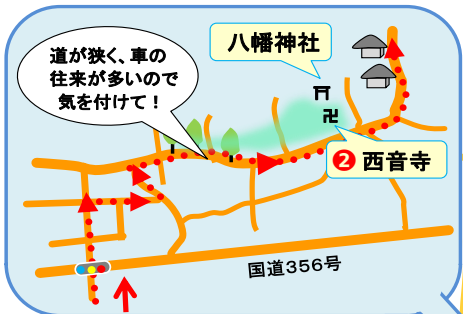 道が狭く、車の
往来が多いので
気を付けて！
八幡神社
卍
❷ 西音寺
国道356号